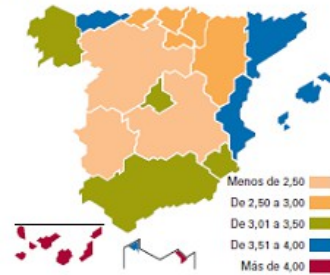 Menos de 2,50
De 2,50 a 3,00
De 3,01 a 3,50
De 3,51 a 4,00
Más de 4,00